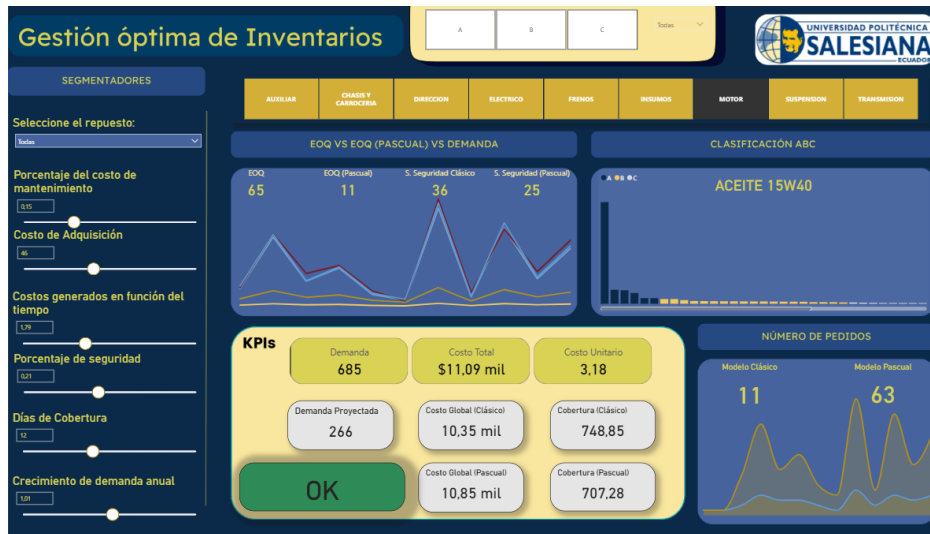 Gestión óptima de Inventarios
A
B
C
Todas
UNIVERSIDAD POLITÉCNICA
SALESIANA
ECUADOR
SEGMENTADORES
AUXILIAR
CHASIS Y
CARROCERIA
DIRECCION
ELECTRICO
FRENOS
INSUMOS
MOTOR
SUSPENSION
TRANSMISION
Seleccione el repuesto:
Todas
Porcentaje del costo de
mantenimiento
0,15
Costo de Adquisición
46
Costos generados en función del
tiempo
1,79
Porcentaje de seguridad
0,21
Días de Cobertura
12
Crecimiento de demanda anual
1,01
EOQ VS EOQ (PASCUAL) VS DEMANDA
EOQ
65
EOQ (Pascual)
11
S. Seguridad Clásico
36
S. Seguridad (Pascual)
25
CLASIFICACIÓN ABC
A B C
ACEITE 15W40
KPIs
Demanda
685
Costo Total
$11,09 mil
Costo Unitario
3,18
Demanda Proyectada
266
Costo Global (Clásico)
10,35 mil
Cobertura (Clásico)
748,85
OK
Costo Global (Pascual)
10,85 mil
Cobertura (Pascual)
707,28
NÚMERO DE PEDIDOS
Modelo Clásico
11
Modelo Pascual
63